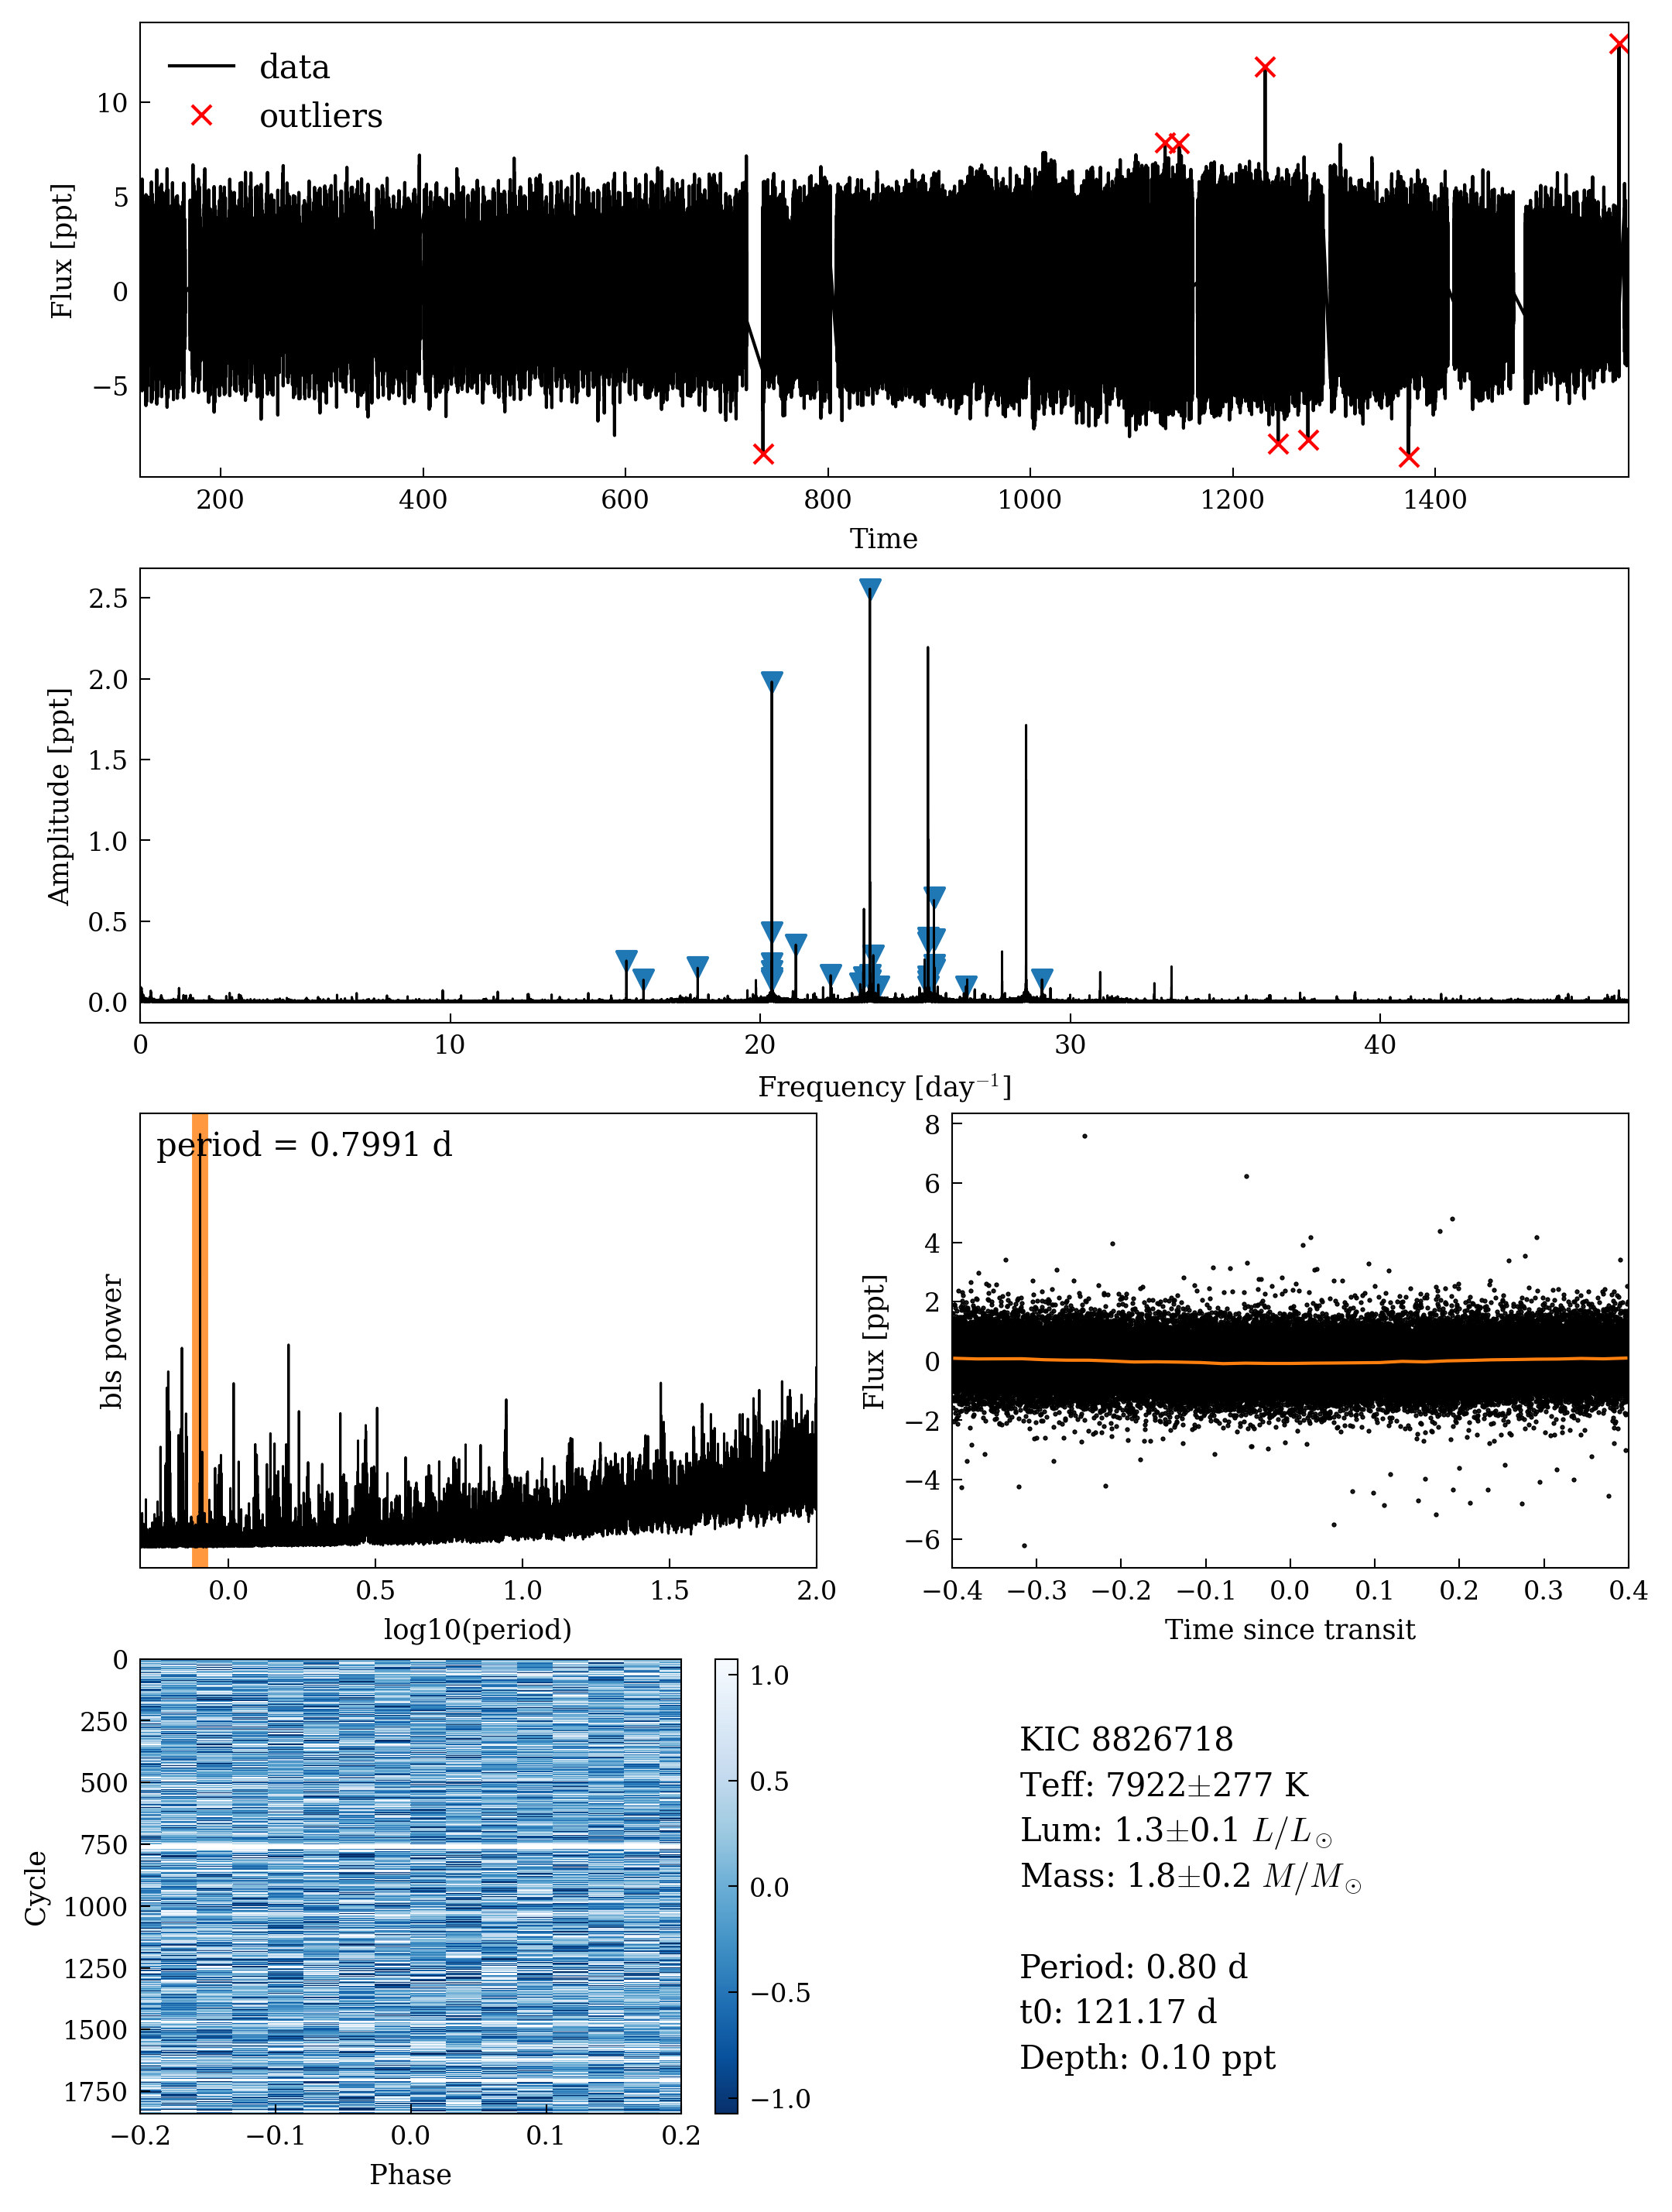 data
outliers
10
5
0
−5
Flux [ppt]
200 400 600 800 1000 1200 1400
Time
2.5
2.0
1.5
1.0
0.5
0.0
Amplitude [ppt]
0 10 20 30 40
Frequency [day⁻¹]
period = 0.7991 d
bls power
0.0 0.5 1.0 1.5 2.0
log10(period)
8
6
4
2
0
−2
−4
−6
Flux [ppt]
−0.4 −0.3 −0.2 −0.1 0.0 0.1 0.2 0.3 0.4
Time since transit
0
250
500
750
1000
1250
1500
1750
Cycle
−0.2 −0.1 0.0 0.1 0.2
Phase
1.0
0.5
0.0
−0.5
−1.0
KIC 8826718
Teff: 7922±277 K
Lum: 1.3±0.1 L/L⊙
Mass: 1.8±0.2 M/M⊙
Period: 0.80 d
t0: 121.17 d
Depth: 0.10 ppt